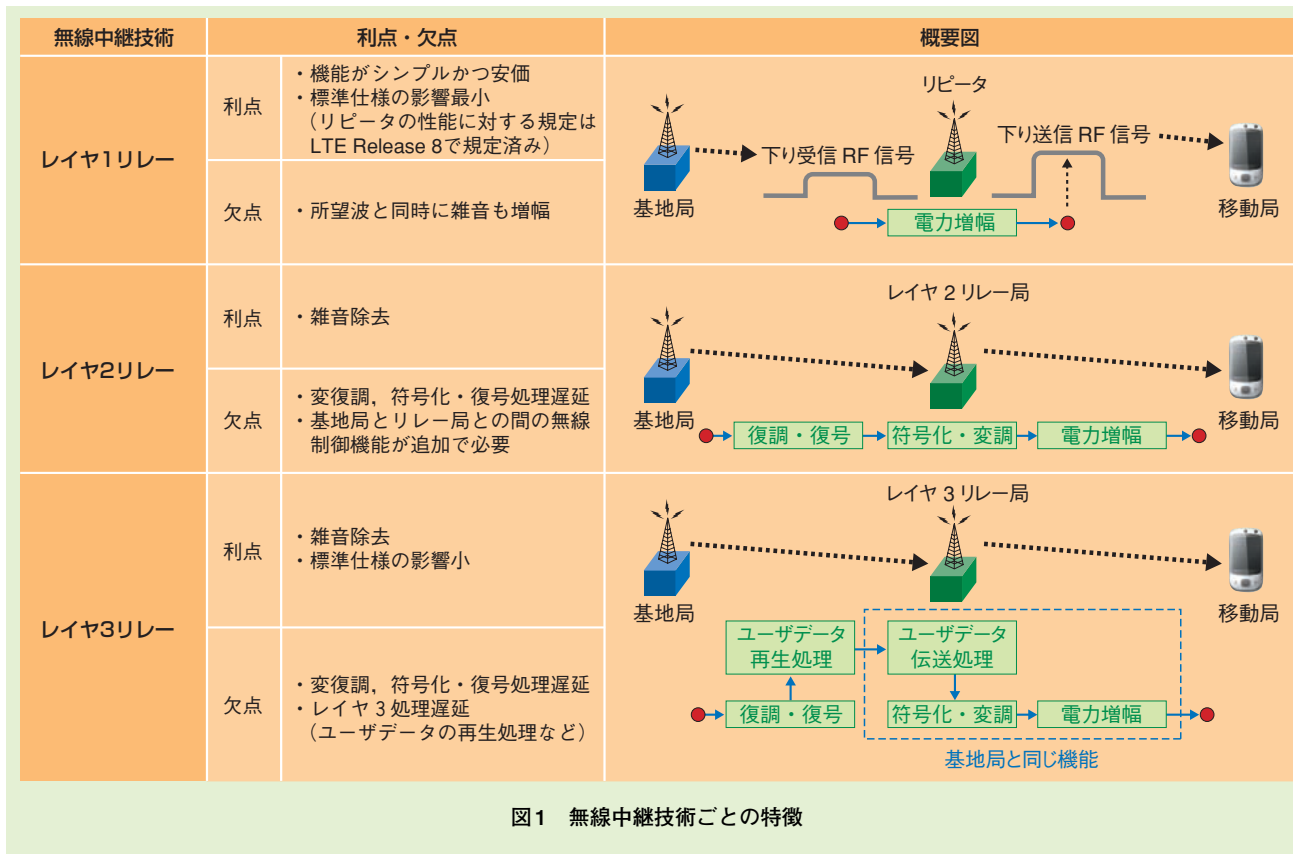 無線中継技術
利点・欠点
概要図
レイヤ1リレー
利点
・機能がシンプルかつ安価
・標準仕様の影響最小
（リピータの性能に対する規定は
LTE Release 8で規定済み）
欠点
・所望波と同時に雑音も増幅
リピータ
下り受信 RF 信号
下り送信 RF 信号
基地局
移動局
電力増幅
レイヤ2リレー
利点
・雑音除去
欠点
・変復調，符号化・復号処理遅延
・基地局とリレー局との間の無線
制御機能が追加で必要
レイヤ 2 リレー局
基地局
移動局
復調・復号
符号化・変調
電力増幅
レイヤ3リレー
利点
・雑音除去
・標準仕様の影響小
欠点
・変復調，符号化・復号処理遅延
・レイヤ 3 処理遅延
（ユーザデータの再生処理など）
レイヤ 3 リレー局
基地局
移動局
ユーザデータ
再生処理
ユーザデータ
伝送処理
復調・復号
符号化・変調
電力増幅
基地局と同じ機能
図1　無線中継技術ごとの特徴